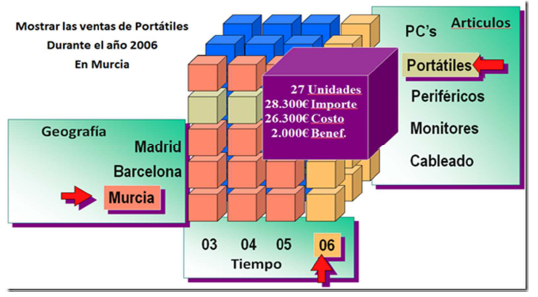 Mostrar las ventas de Portátiles
Durante el año 2006
En Murcia
Articulos
PC's
Portátiles
Periféricos
Monitores
Cableado
27 Unidades
28.300€ Importe
26.300€ Costo
2.000€ Benef.
Geografía
Madrid
Barcelona
Murcia
03 04 05 06
Tiempo